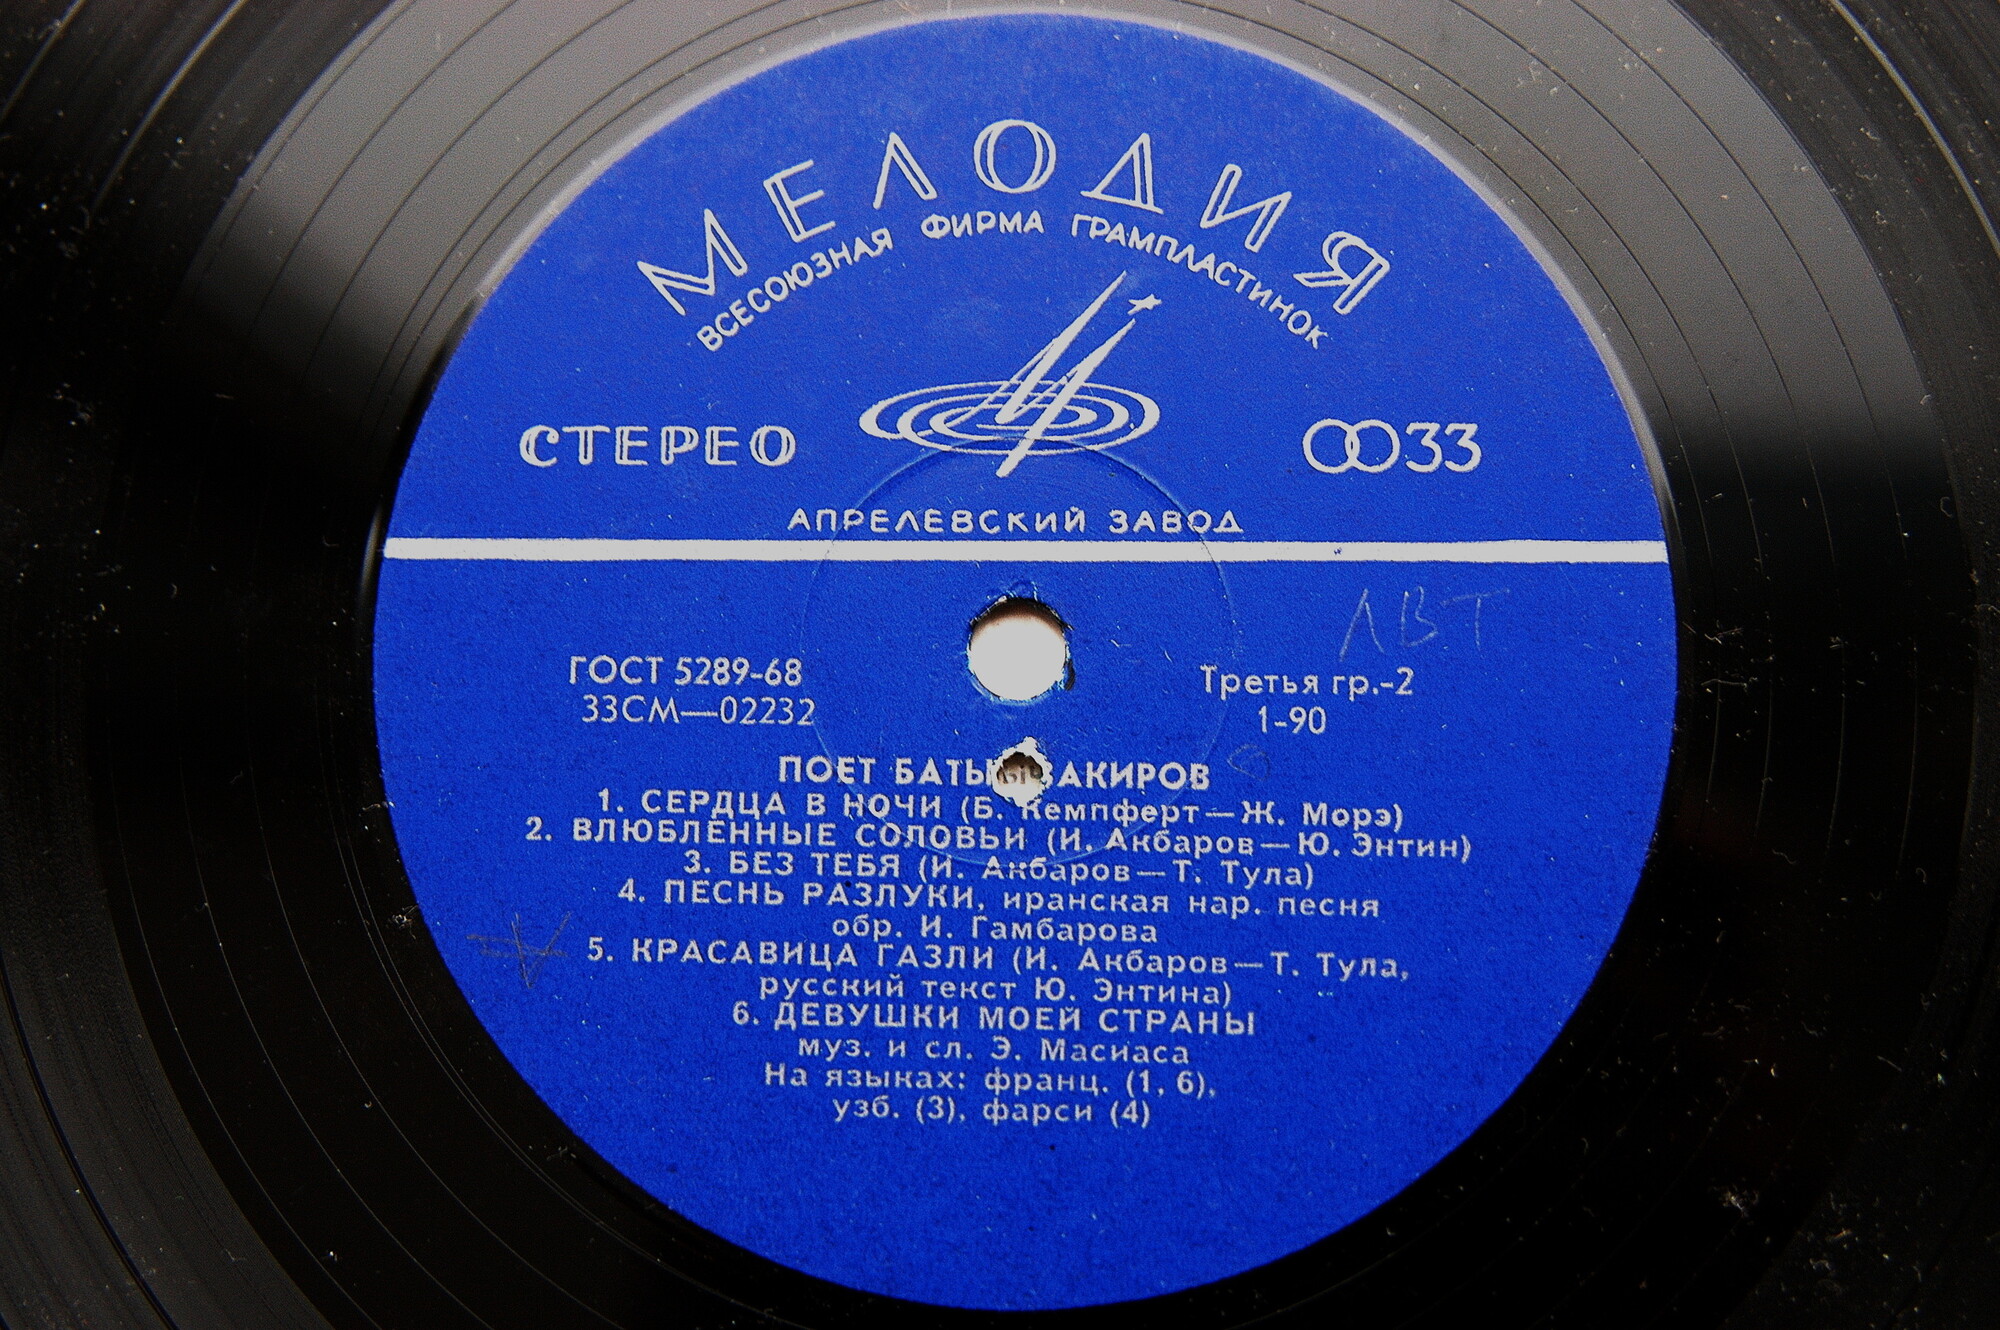 МЕЛОДИЯ
ВСЕСОЮЗНАЯ ФИРМА ГРАМПЛАСТИНОК
СТЕРЕО
33
АПРЕЛЕВСКИЙ ЗАВОД
ЛВТ
ГОСТ 5289-68
33СМ—02232
Третья гр.-2
1-90
ПОЕТ
1. СЕРДЦА В НОЧИ (Б. Кемпферт—Ж. Морэ)
2. ВЛЮБЛЕННЫЕ СОЛОВЬИ (И. Акбаров—Ю. Энтин)
3. БЕЗ ТЕБЯ (И. Акбаров—Т. Тула)
4. ПЕСНЬ РАЗЛУКИ, иранская нар. песня
обр. И. Гамбарова
5. КРАСАВИЦА ГАЗЛИ (И. Акбаров—Т. Тула,
русский текст Ю. Энтина)
6. ДЕВУШКИ МОЕЙ СТРАНЫ
муз. и сл. Э. Масиаса
На языках: франц. (1, 6),
узб. (3), фарси (4)